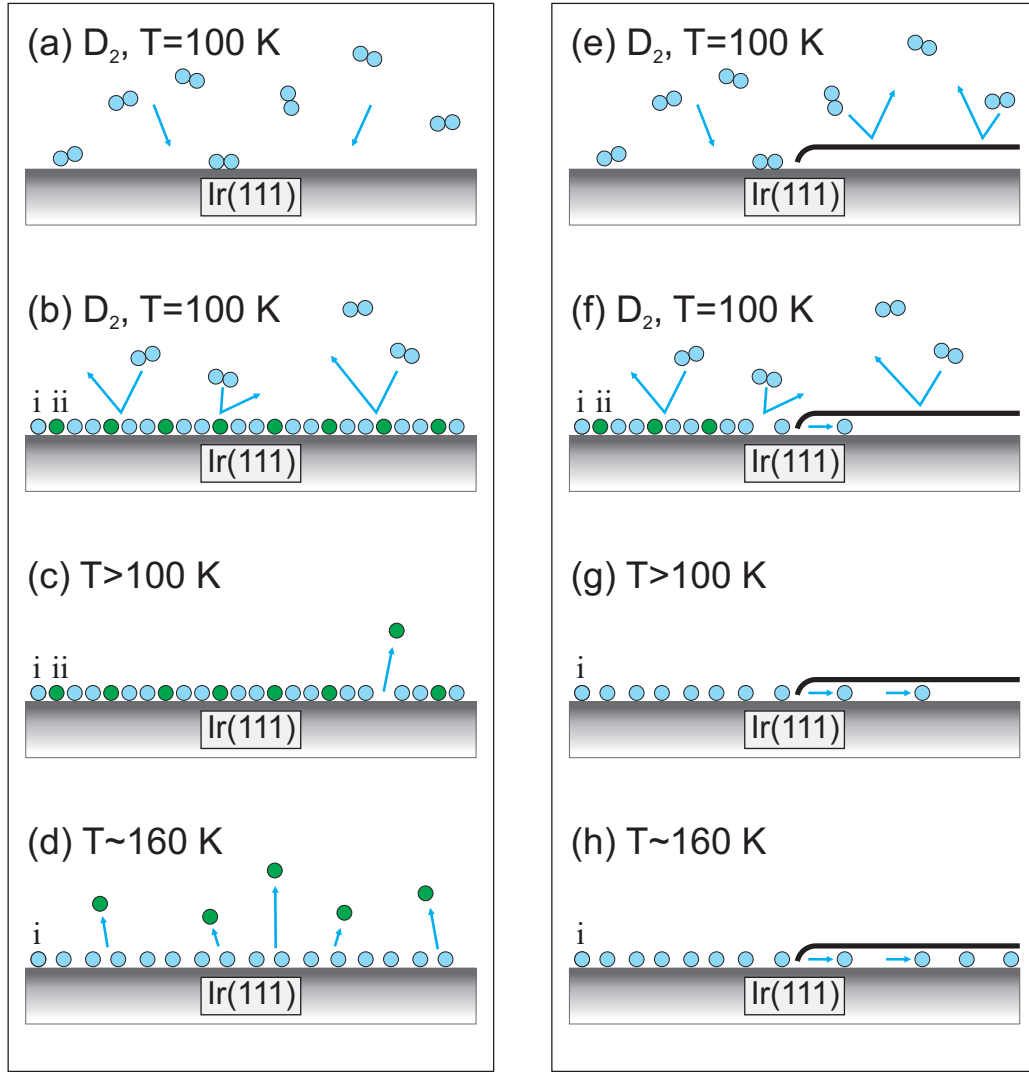 (a) D₂, T=100 K
Ir(111)
(b) D₂, T=100 K
i ii
Ir(111)
(c) T>100 K
i ii
Ir(111)
(d) T~160 K
i
Ir(111)
(e) D₂, T=100 K
Ir(111)
(f) D₂, T=100 K
i ii
Ir(111)
(g) T>100 K
i
Ir(111)
(h) T~160 K
i
Ir(111)